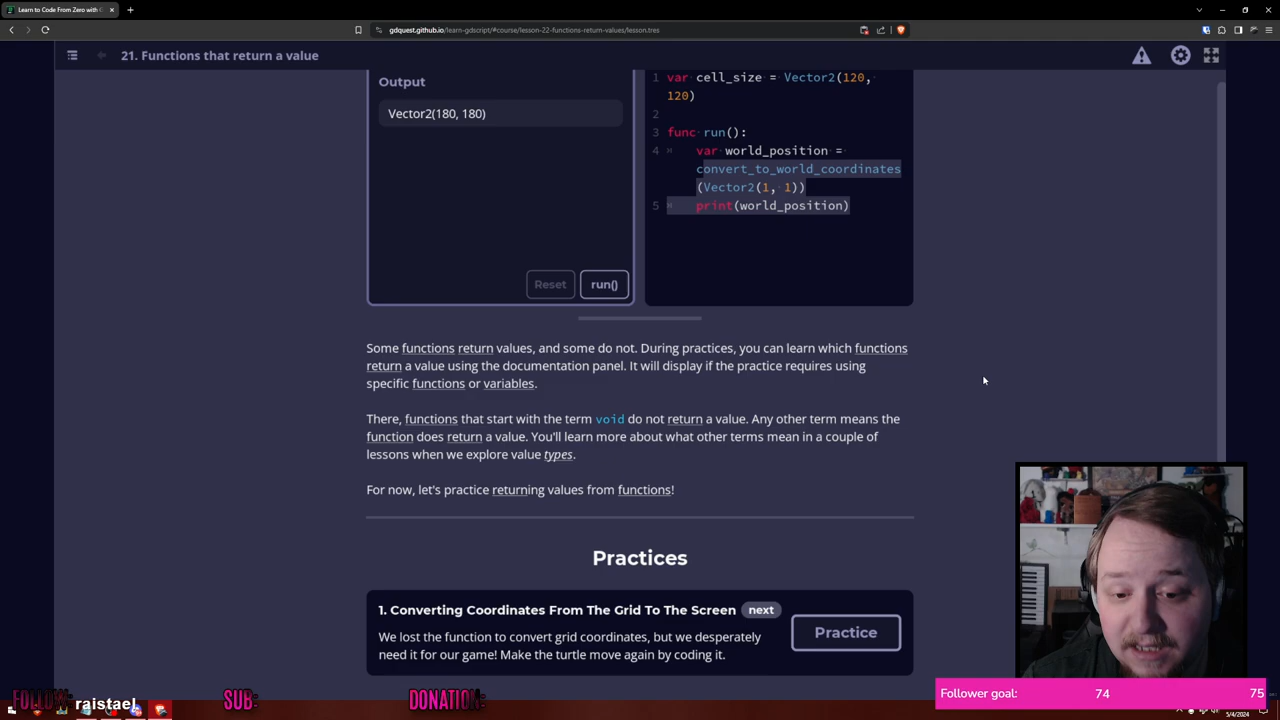 Learn to Code From Zero with
gdquest.github.io/learn-gdscript/#course/lesson-22-functions-return-values/lesson.tres
21. Functions that return a value
Output
Vector2(180, 180)
Reset
run()
1 var cell_size = Vector2(120,
120)
2
3 func run():
4 var world_position =
convert_to_world_coordinates
(Vector2(1, 1))
5 print(world_position)
Some functions return values, and some do not. During practices, you can learn which functions
return a value using the documentation panel. It will display if the practice requires using
specific functions or variables.
There, functions that start with the term void do not return a value. Any other term means the
function does return a value. You'll learn more about what other terms mean in a couple of
lessons when we explore value types.
For now, let's practice returning values from functions!
Practices
1. Converting Coordinates From The Grid To The Screen next
We lost the function to convert grid coordinates, but we desperately
need it for our game! Make the turtle move again by coding it.
Practice
FOLLOW: raistael
SUB:
DONATION:
Follower goal: 74 75
5/4/2024